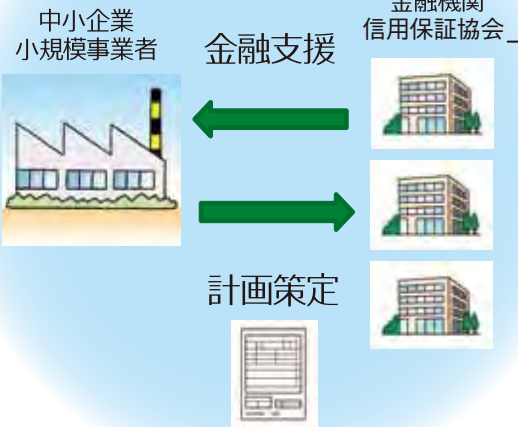 中小企業
小規模事業者
金融支援
金融機関
信用保証協会
計画策定